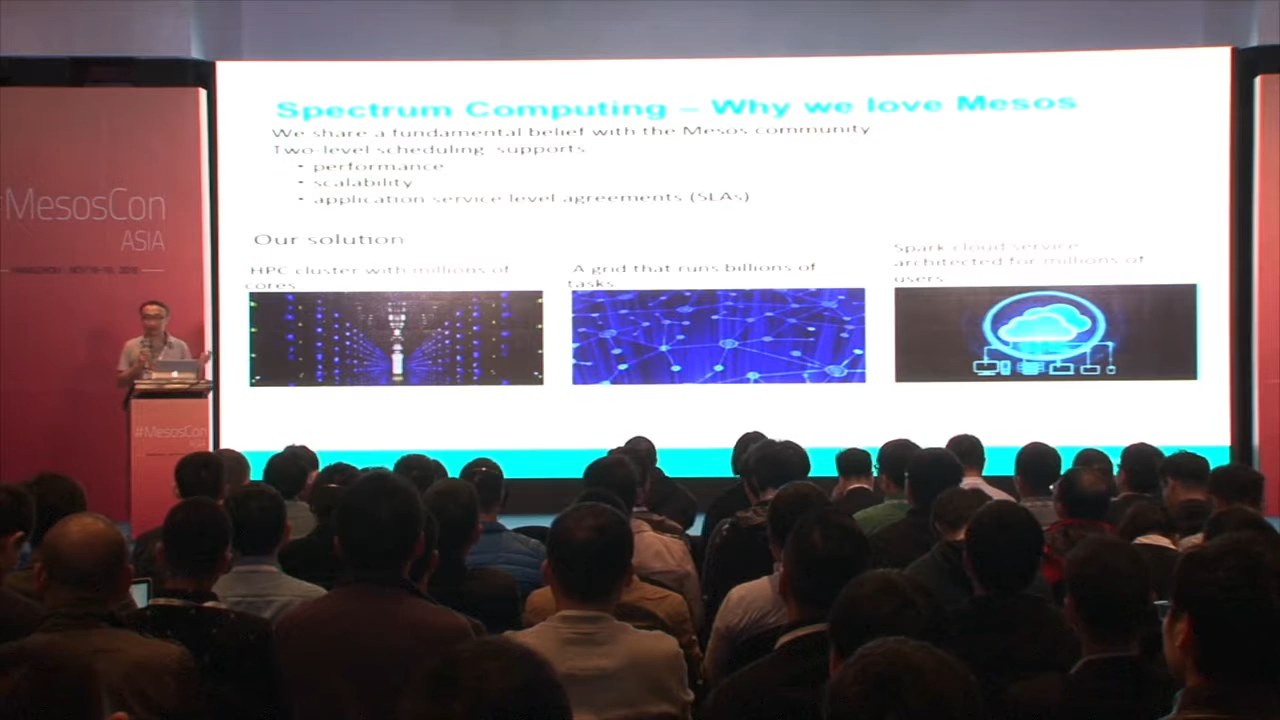 Spectrum Computing – Why we love Mesos
We share a fundamental belief with the Mesos community
Two-level scheduling supports
- performance
- scalability
- application service level agreements (SLAs)
Our solution
HPC cluster with millions of
cores
A grid that runs billions of
tasks
Spark cloud service
architected for millions of
users
#MesosCon
ASIA
#MesosCon
ASIA